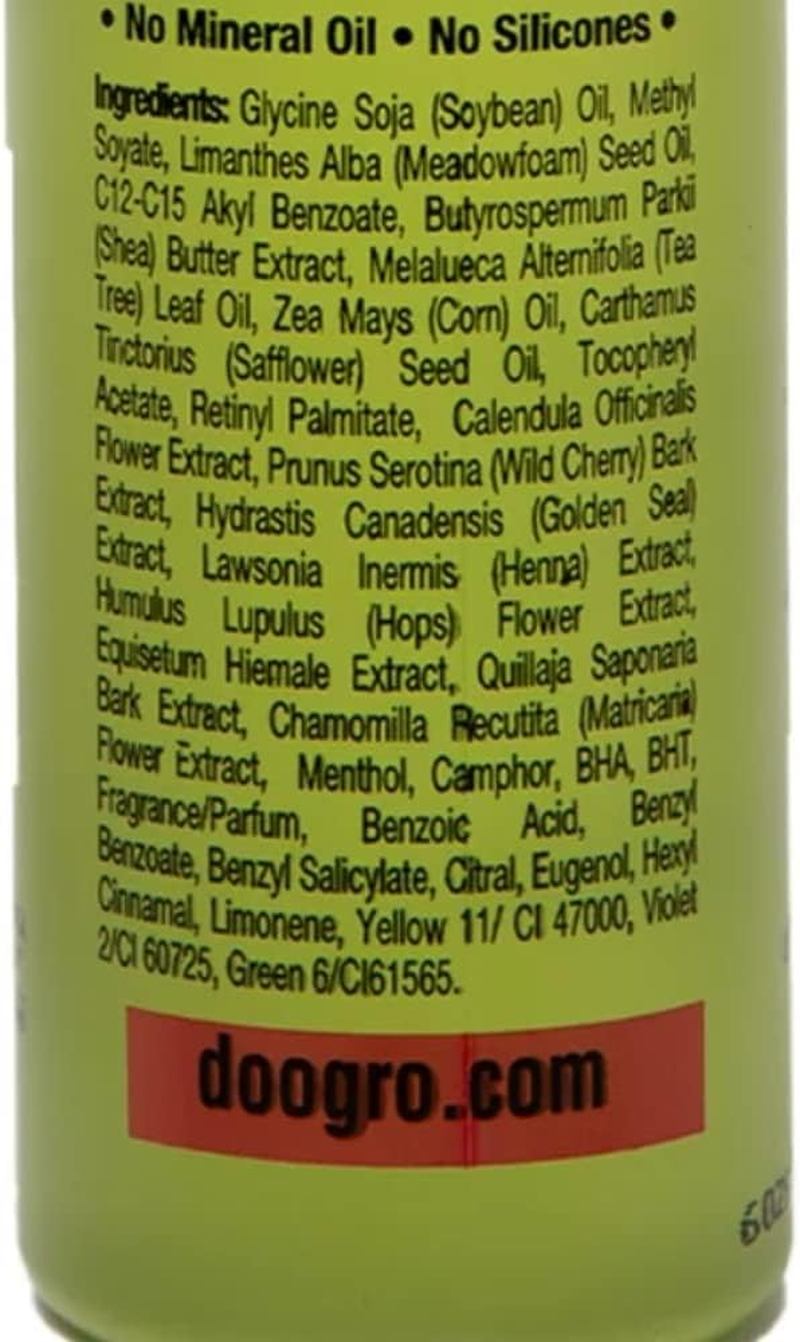 • No Mineral Oil • No Silicones •
Ingredients: Glycine Soja (Soybean) Oil, Methyl
Soyate, Limanthes Alba (Meadowfoam) Seed Oil,
C12-C15 Akyl Benzoate, Butyrospermum Parkii
(Shea) Butter Extract, Melalueca Alternifolia (Tea
Tree) Leaf Oil, Zea Mays (Corn) Oil, Carthamus
Tinctorius (Safflower) Seed Oil, Tocopheryl
Acetate, Retinyl Palmitate, Calendula Officinalis
Flower Extract, Prunus Serotina (Wild Cherry) Bark
Extract, Hydrastis Canadensis (Golden Seal)
Extract, Lawsonia Inermis (Henna) Extract,
Humulus Lupulus (Hops) Flower Extract,
Equisetum Hiemale Extract, Quillaja Saponaria
Bark Extract, Chamomilla Recutita (Matricaria)
Flower Extract, Menthol, Camphor, BHA, BHT,
Fragrance/Parfum, Benzoic Acid, Benzyl
Benzoate, Benzyl Salicylate, Citral, Eugenol, Hexyl
Cinnamal, Limonene, Yellow 11/ CI 47000, Violet
2/CI 60725, Green 6/CI61565.
doogro.com